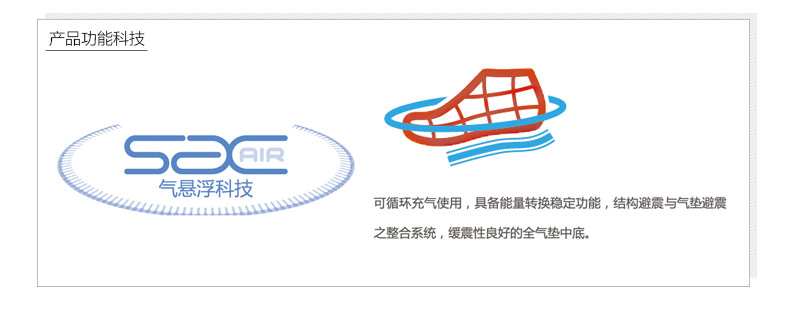 产品功能科技
SAC AIR
气悬浮科技
可循环充气使用，具备能量转换稳定功能，结构避震与气垫避震
之整合系统，缓震性良好的全气垫中底。